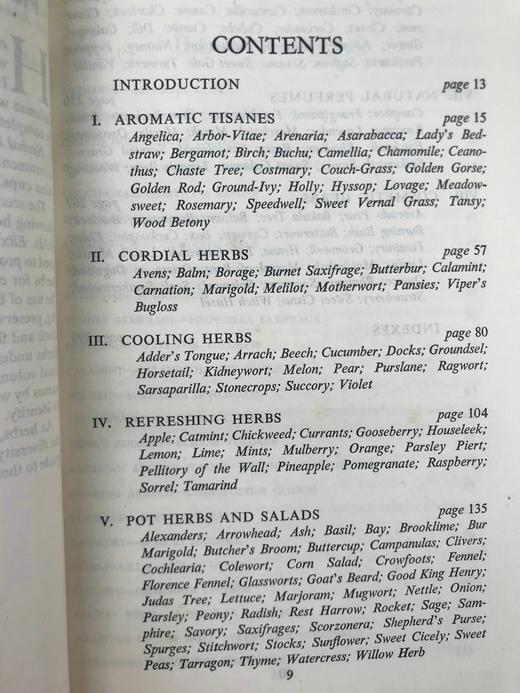 CONTENTS
INTRODUCTION page 13
I. AROMATIC TISANES page 15
Angelica; Arbor-Vitae; Arenaria; Asarabacca; Lady's Bed-
straw; Bergamot; Birch; Buchu; Camellia; Chamomile; Ceano-
thus; Chaste Tree; Costmary; Couch-Grass; Golden Gorse;
Golden Rod; Ground-Ivy; Holly; Hyssop; Lovage; Meadow-
sweet; Rosemary; Speedwell; Sweet Vernal Grass; Tansy;
Wood Betony
II. CORDIAL HERBS page 57
Avens; Balm; Borage; Burnet Saxifrage; Butterbur; Calamint;
Carnation; Marigold; Melilot; Motherwort; Pansies; Viper's
Bugloss
III. COOLING HERBS page 80
Adder's Tongue; Arrach; Beech; Cucumber; Docks; Groundsel;
Horsetail; Kidneywort; Melon; Pear; Purslane; Ragwort;
Sarsaparilla; Stonecrops; Succory; Violet
IV. REFRESHING HERBS page 104
Apple; Catmint; Chickweed; Currants; Gooseberry; Houseleek;
Lemon; Lime; Mints; Mulberry; Orange; Parsley Piert;
Pellitory of the Wall; Pineapple; Pomegranate; Raspberry;
Sorrel; Tamarind
V. POT HERBS AND SALADS page 135
Alexanders; Arrowhead; Ash; Basil; Bay; Brooklime; Bur
Marigold; Butcher's Broom; Buttercup; Campanulas; Clivers;
Cochlearia; Colewort; Corn Salad; Crowfoots; Fennel;
Florence Fennel; Glassworts; Goat's Beard; Good King Henry;
Judas Tree; Lettuce; Marjoram; Mugwort; Nettle; Onion;
Parsley; Peony; Radish; Rest Harrow; Rocket; Sage; Sam-
phire; Savory; Saxifrages; Scorzonera; Shepherd's Purse;
Spurges; Stitchwort; Stocks; Sunflower; Sweet Cicely; Sweet
Peas; Tarragon; Thyme; Watercress; Willow Herb
9